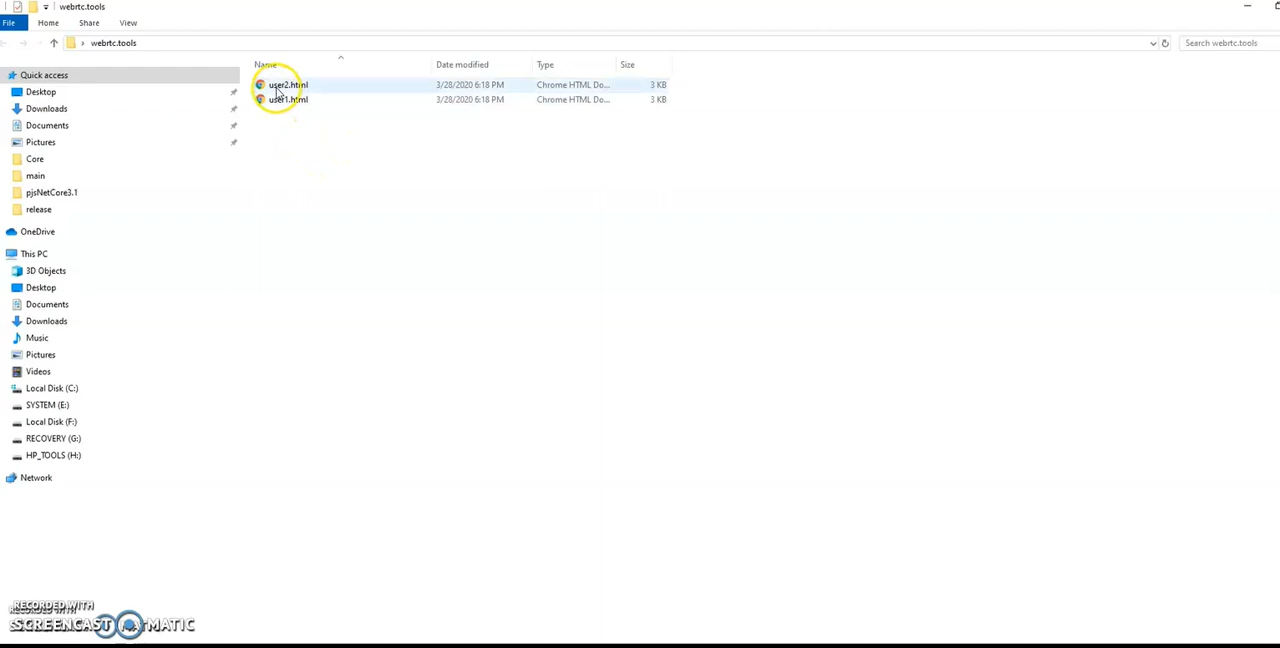 webrtc.tools
File Home Share View
webrtc.tools
Search webrtc.tools
Name Date modified Type Size
Quick access
user2.html 3/28/2020 6:18 PM Chrome HTML Do... 3 KB
Desktop
user1.html 3/28/2020 6:18 PM Chrome HTML Do... 3 KB
Downloads
Documents
Pictures
Core
main
pjsNetCore3.1
release
OneDrive
This PC
3D Objects
Desktop
Documents
Downloads
Music
Pictures
Videos
Local Disk (C:)
SYSTEM (E:)
Local Disk (F:)
RECOVERY (G:)
HP_TOOLS (H:)
Network
RECORDED WITH
SCREENCAST MATIC